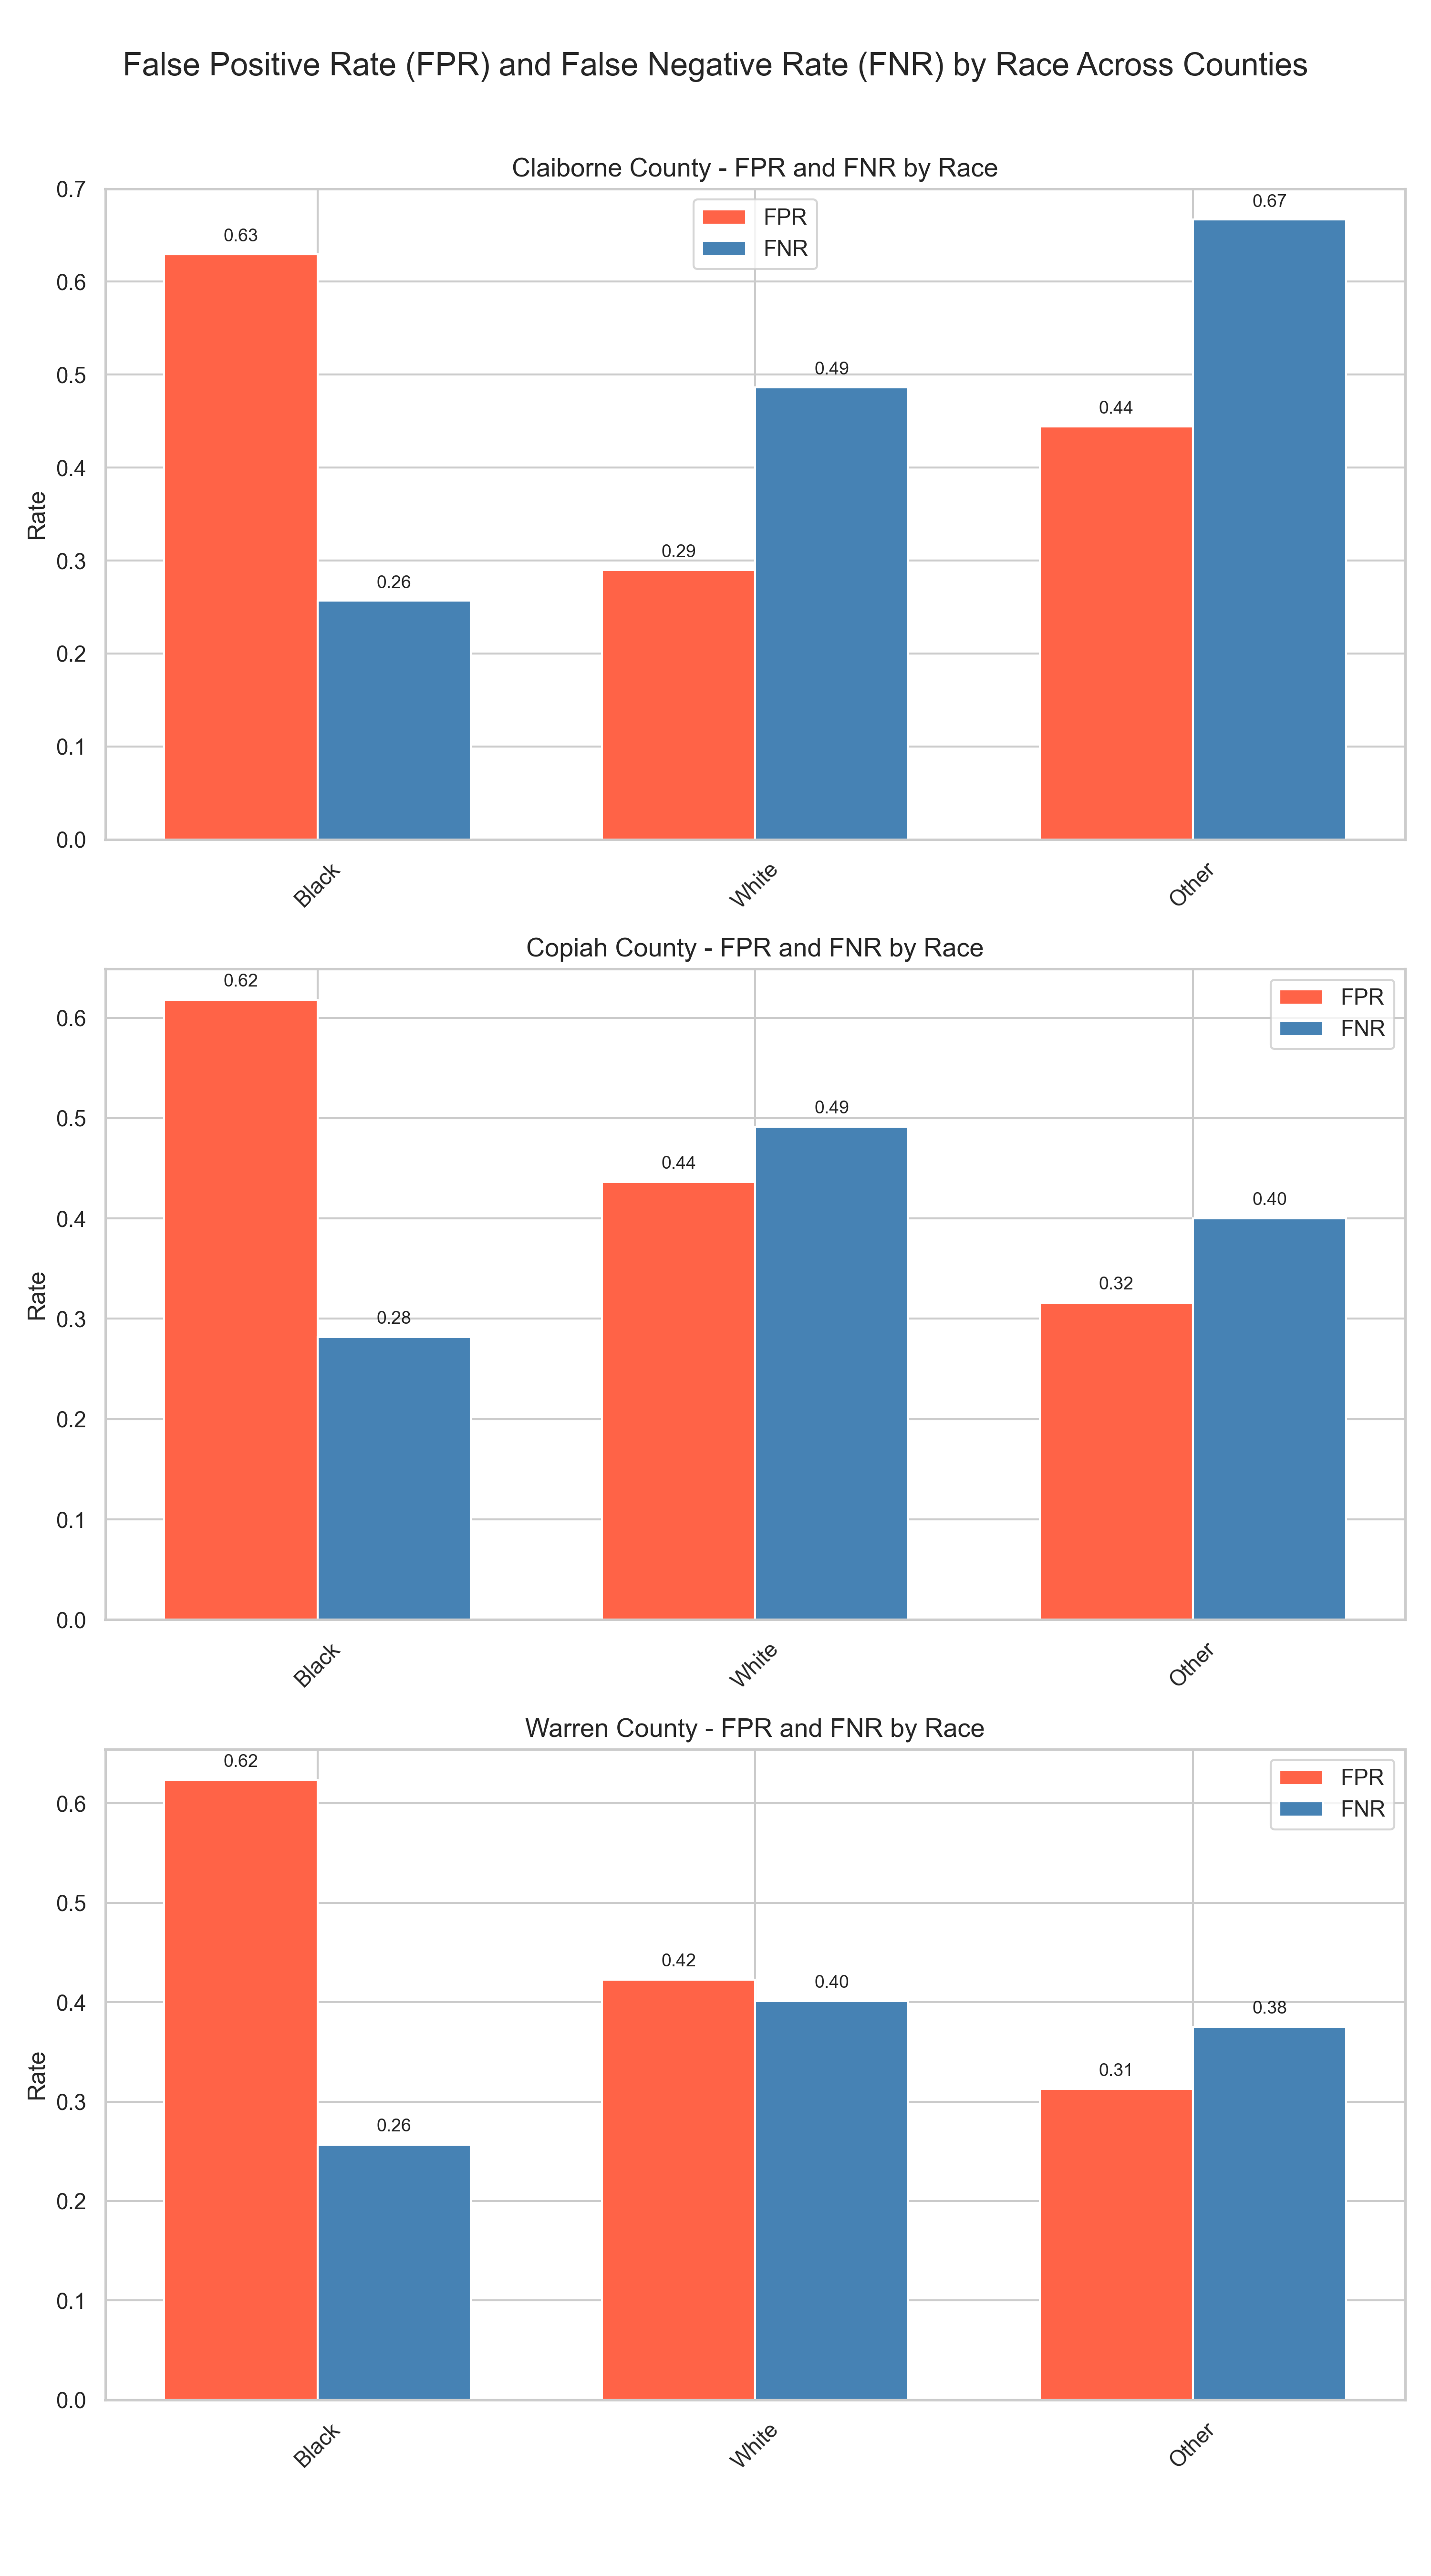 False Positive Rate (FPR) and False Negative Rate (FNR) by Race Across Counties
Claiborne County - FPR and FNR by Race
0.7
0.6
0.5
0.4
0.3
0.2
0.1
0.0
Rate
FPR
FNR
0.63
0.26
0.29
0.49
0.44
0.67
Black
White
Other
Copiah County - FPR and FNR by Race
0.6
0.5
0.4
0.3
0.2
0.1
0.0
Rate
FPR
FNR
0.62
0.28
0.44
0.49
0.32
0.40
Black
White
Other
Warren County - FPR and FNR by Race
0.6
0.5
0.4
0.3
0.2
0.1
0.0
Rate
FPR
FNR
0.62
0.26
0.42
0.40
0.31
0.38
Black
White
Other